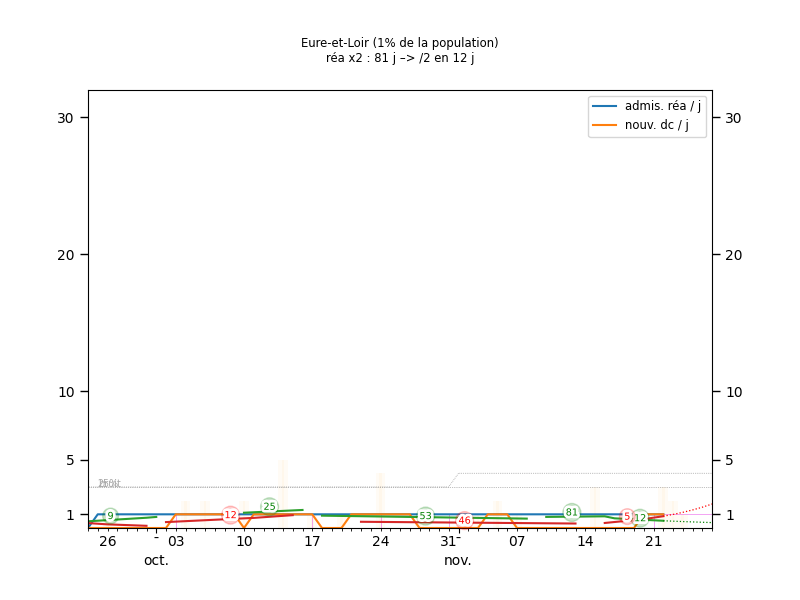 Eure-et-Loir (1% de la population)
réa x2 : 81 j –> /2 en 12 j
admis. réa / j
nouv. dc / j
30 30
20 20
10 10
5 5
1 1
9 12 25 53 46 81 5 12
26 03 10 17 24 31 07 14 21
oct. nov.